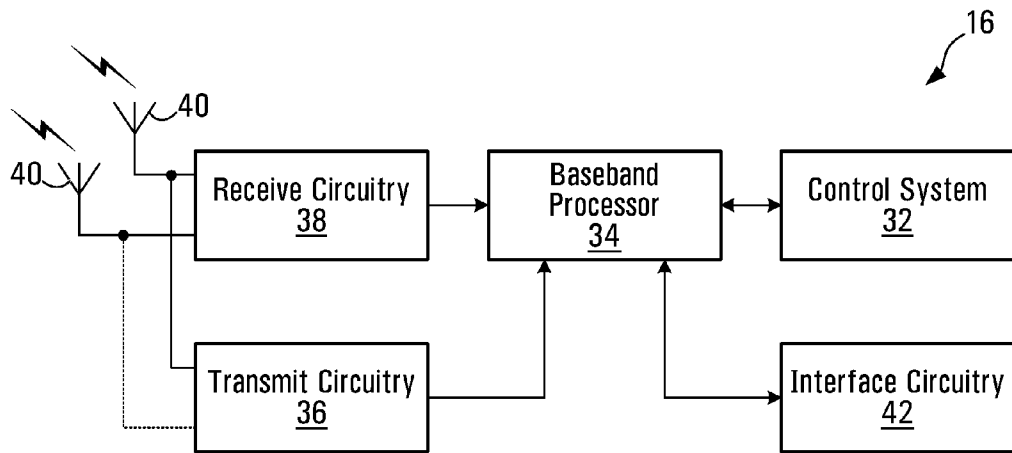 16
40
40
Receive Circuitry
38
Baseband
Processor
34
Control System
32
Transmit Circuitry
36
Interface Circuitry
42